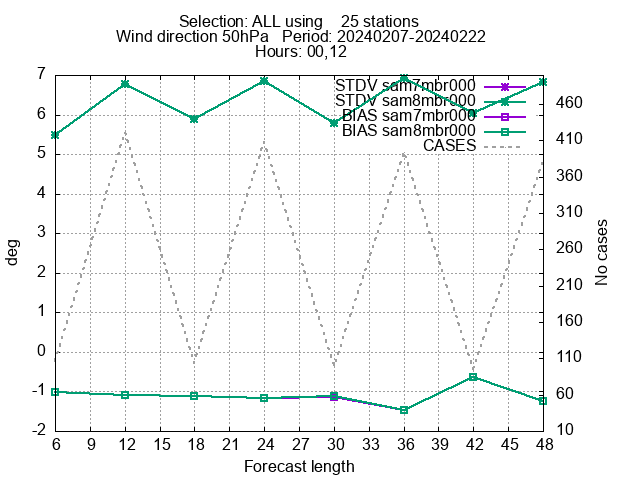 Selection: ALL using    25 stations
Wind direction 50hPa   Period: 20240207-20240222
Hours: 00,12
STDV sam7mbr000
STDV sam8mbr000
BIAS sam7mbr000
BIAS sam8mbr000
CASES
deg
7
6
5
4
3
2
1
0
-1
-2
No cases
460
410
360
310
260
210
160
110
60
10
6 9 12 15 18 21 24 27 30 33 36 39 42 45 48
Forecast length